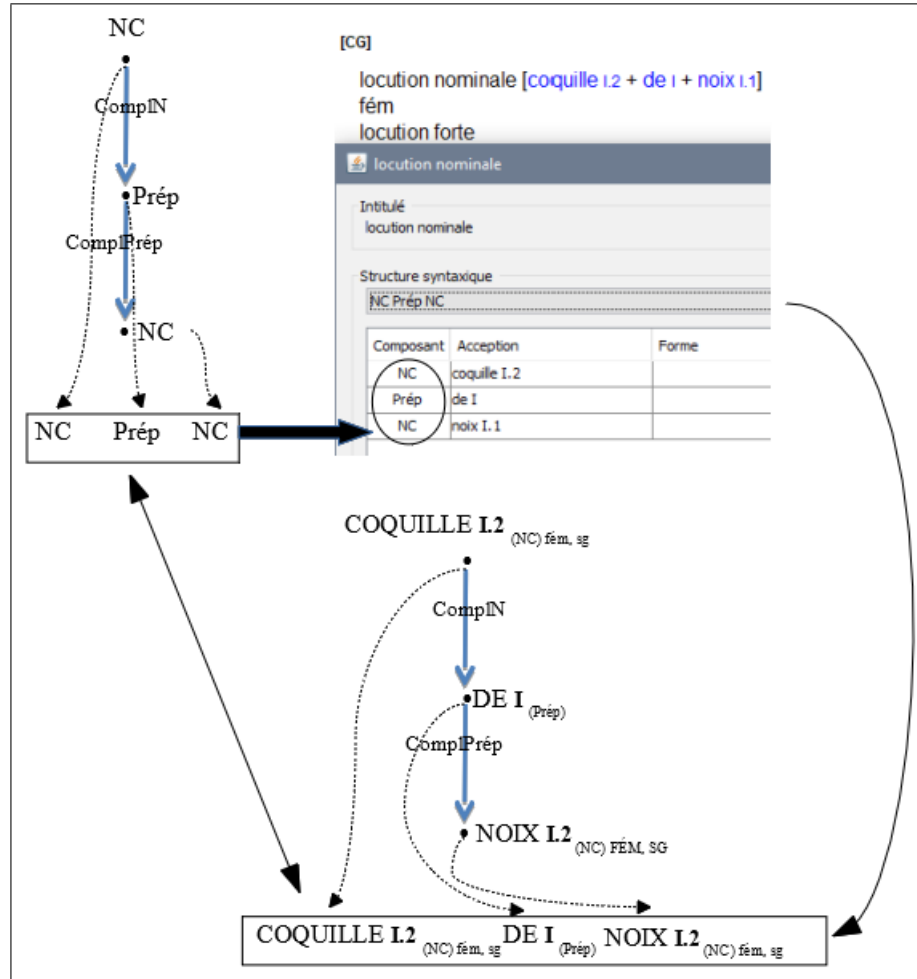 NC
[CG]
locution nominale [coquille I.2 + de I + noix I.1]
fém
locution forte
ComplN
locution nominale
Prép
Intitulé
locution nominale
ComplPrép
Structure syntaxique
NC Prép NC
NC
Composant Acception Forme
NC coquille I.2
Prép de I
NC noix I.1
NC Prép NC
COQUILLE I.2 (NC) fém, sg
ComplN
DE I (Prép)
ComplPrép
NOIX I.2 (NC) FÉM, SG
COQUILLE I.2 (NC) fém, sg DE I (Prép) NOIX I.2 (NC) fém, sg